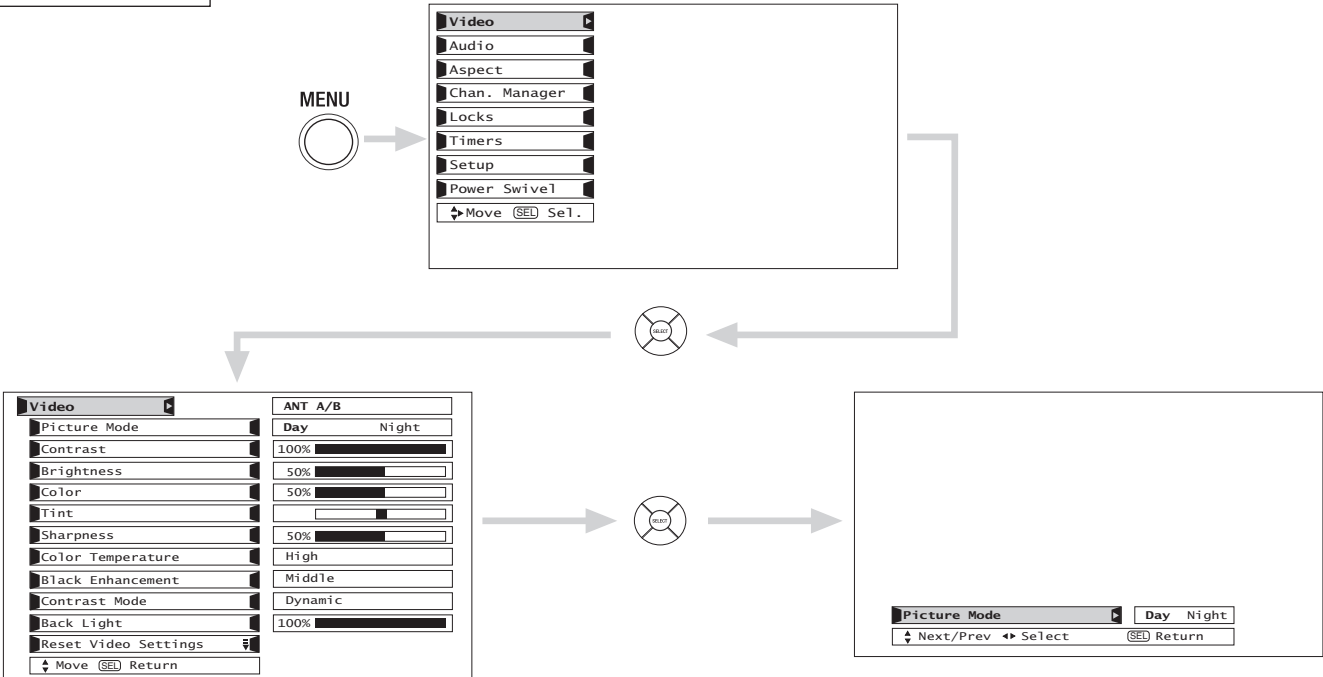 MENU
Video
Audio
Aspect
Chan. Manager
Locks
Timers
Setup
Power Swivel
Move SEL Sel.
SELECT
Video
ANT A/B
Picture Mode
Day Night
Contrast
100%
Brightness
50%
Color
50%
Tint
Sharpness
50%
Color Temperature
High
Black Enhancement
Middle
Contrast Mode
Dynamic
Back Light
100%
Reset Video Settings
Move SEL Return
SELECT
Picture Mode
Day Night
Next/Prev Select SEL Return